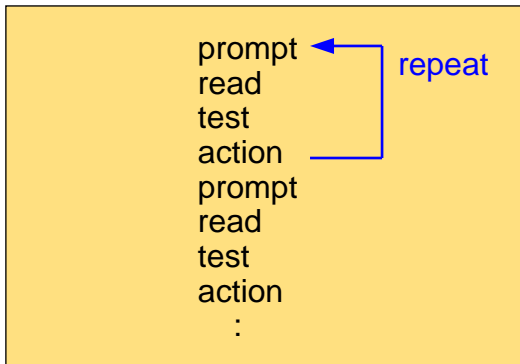 prompt
repeat
read
test
action
prompt
read
test
action
: